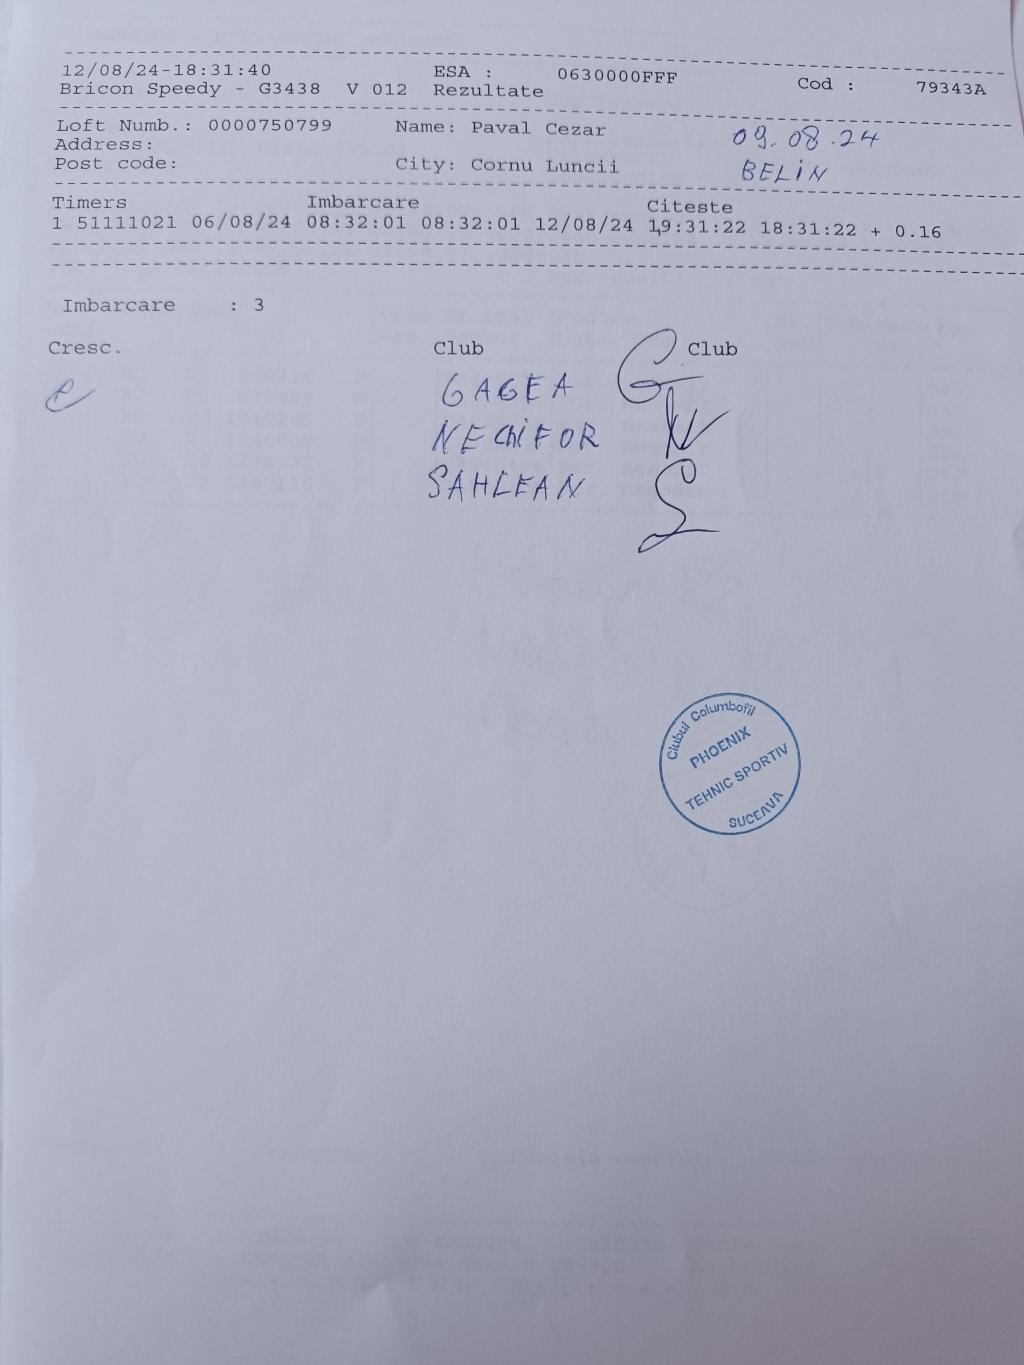 12/08/24-18:31:40 ESA : 0630000FFF Cod : 79343A
Bricon Speedy - G3438 V 012 Rezultate
Loft Numb.: 0000750799 Name: Paval Cezar 09.08.24
Address:
Post code: City: Cornu Luncii BELIN
Timers Imbarcare Citeste
1 51111021 06/08/24 08:32:01 08:32:01 12/08/24 19:31:22 18:31:22 + 0.16
Imbarcare : 3
Cresc. Club Club
GAGEA
NECHIFOR
SAHLEAN
Clubul Columbofil
PHOENIX
TEHNIC SPORTIV
SUCEAVA